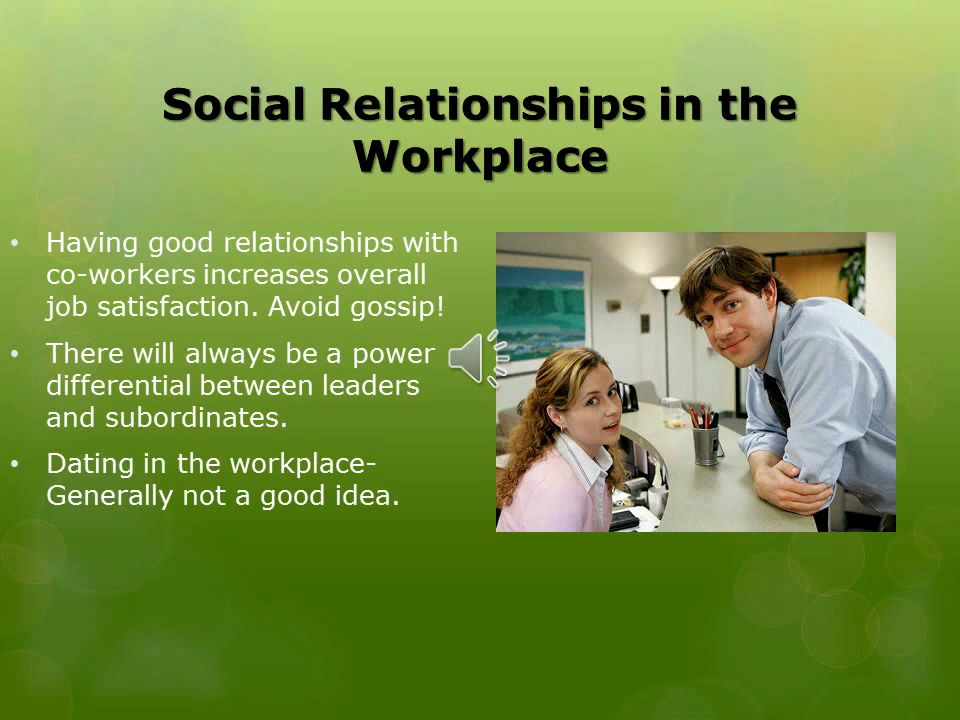 Social Relationships in the
Workplace
• Having good relationships with
co-workers increases overall
job satisfaction. Avoid gossip!
• There will always be a power
differential between leaders
and subordinates.
• Dating in the workplace-
Generally not a good idea.